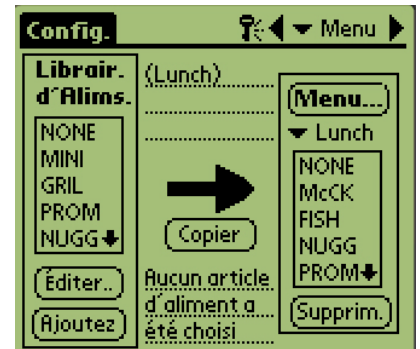 Config.
Menu
Librair.
d´Alims.
NONE
MINI
GRIL
PROM
NUGG
Éditer..
Ajoutez
(Lunch)
Copier
Aucun article
d´aliment a
été choisi
Menu...
Lunch
NONE
McCK
FISH
NUGG
PROM
Supprim.